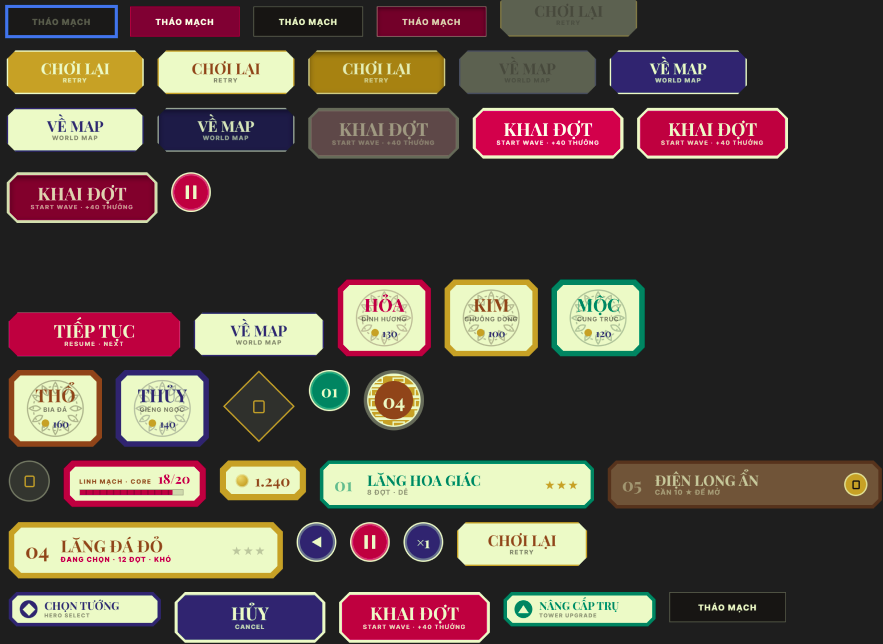 THÁO MẠCH
THÁO MẠCH
THÁO MẠCH
THÁO MẠCH
CHƠI LẠI
RETRY
CHƠI LẠI
RETRY
CHƠI LẠI
RETRY
CHƠI LẠI
RETRY
VỀ MAP
WORLD MAP
VỀ MAP
WORLD MAP
VỀ MAP
WORLD MAP
KHAI ĐỢT
START WAVE · +40 THƯỞNG
KHAI ĐỢT
START WAVE · +40 THƯỞNG
KHAI ĐỢT
START WAVE · +40 THƯỞNG
KHAI ĐỢT
START WAVE · +40 THƯỞNG
TIẾP TỤC
RESUME · NEXT
VỀ MAP
WORLD MAP
HỎA
ĐỈNH HƯƠNG
130
KIM
CHUÔNG ĐỒNG
100
MỘC
CUNG TRÚC
120
THỔ
BIA ĐÁ
160
THỦY
GIẾNG NGỌC
140
01
04
LINH MẠCH · CORE 18/20
1.240
01 LĂNG HOA GIÁC ★★★
8 ĐỢT · DỄ
05 ĐIỆN LONG ẨN
CẦN 10 ★ ĐỂ MỞ
04 LĂNG ĐÁ ĐỎ ★★★
ĐANG CHỌN · 12 ĐỢT · KHÓ
×1
CHƠI LẠI
RETRY
CHỌN TƯỚNG
HERO SELECT
HỦY
CANCEL
KHAI ĐỢT
START WAVE · +40 THƯỞNG
NÂNG CẤP TRỤ
TOWER UPGRADE
THÁO MẠCH